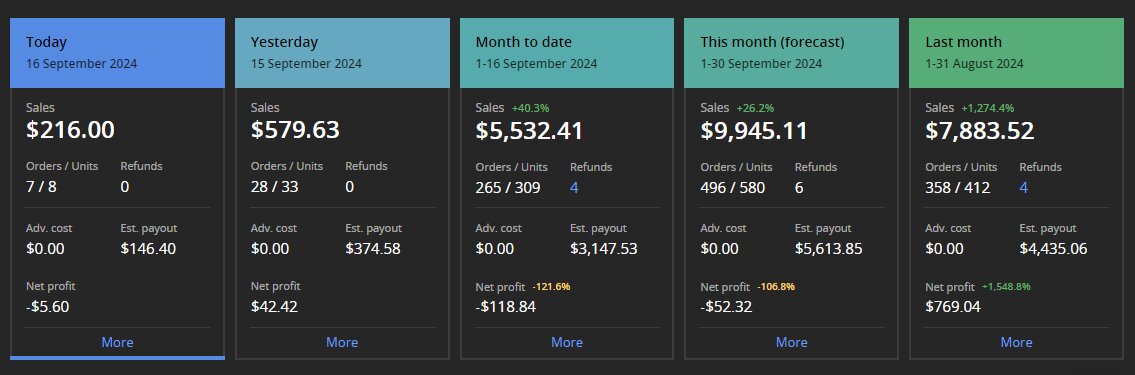 Today
16 September 2024
Sales
$216.00
Orders / Units Refunds
7 / 8 0
Adv. cost Est. payout
$0.00 $146.40
Net profit
-$5.60
More
Yesterday
15 September 2024
Sales
$579.63
Orders / Units Refunds
28 / 33 0
Adv. cost Est. payout
$0.00 $374.58
Net profit
$42.42
More
Month to date
1-16 September 2024
Sales +40.3%
$5,532.41
Orders / Units Refunds
265 / 309 4
Adv. cost Est. payout
$0.00 $3,147.53
Net profit -121.6%
-$118.84
More
This month (forecast)
1-30 September 2024
Sales +26.2%
$9,945.11
Orders / Units Refunds
496 / 580 6
Adv. cost Est. payout
$0.00 $5,613.85
Net profit -106.8%
-$52.32
More
Last month
1-31 August 2024
Sales +1,274.4%
$7,883.52
Orders / Units Refunds
358 / 412 4
Adv. cost Est. payout
$0.00 $4,435.06
Net profit +1,548.8%
$769.04
More